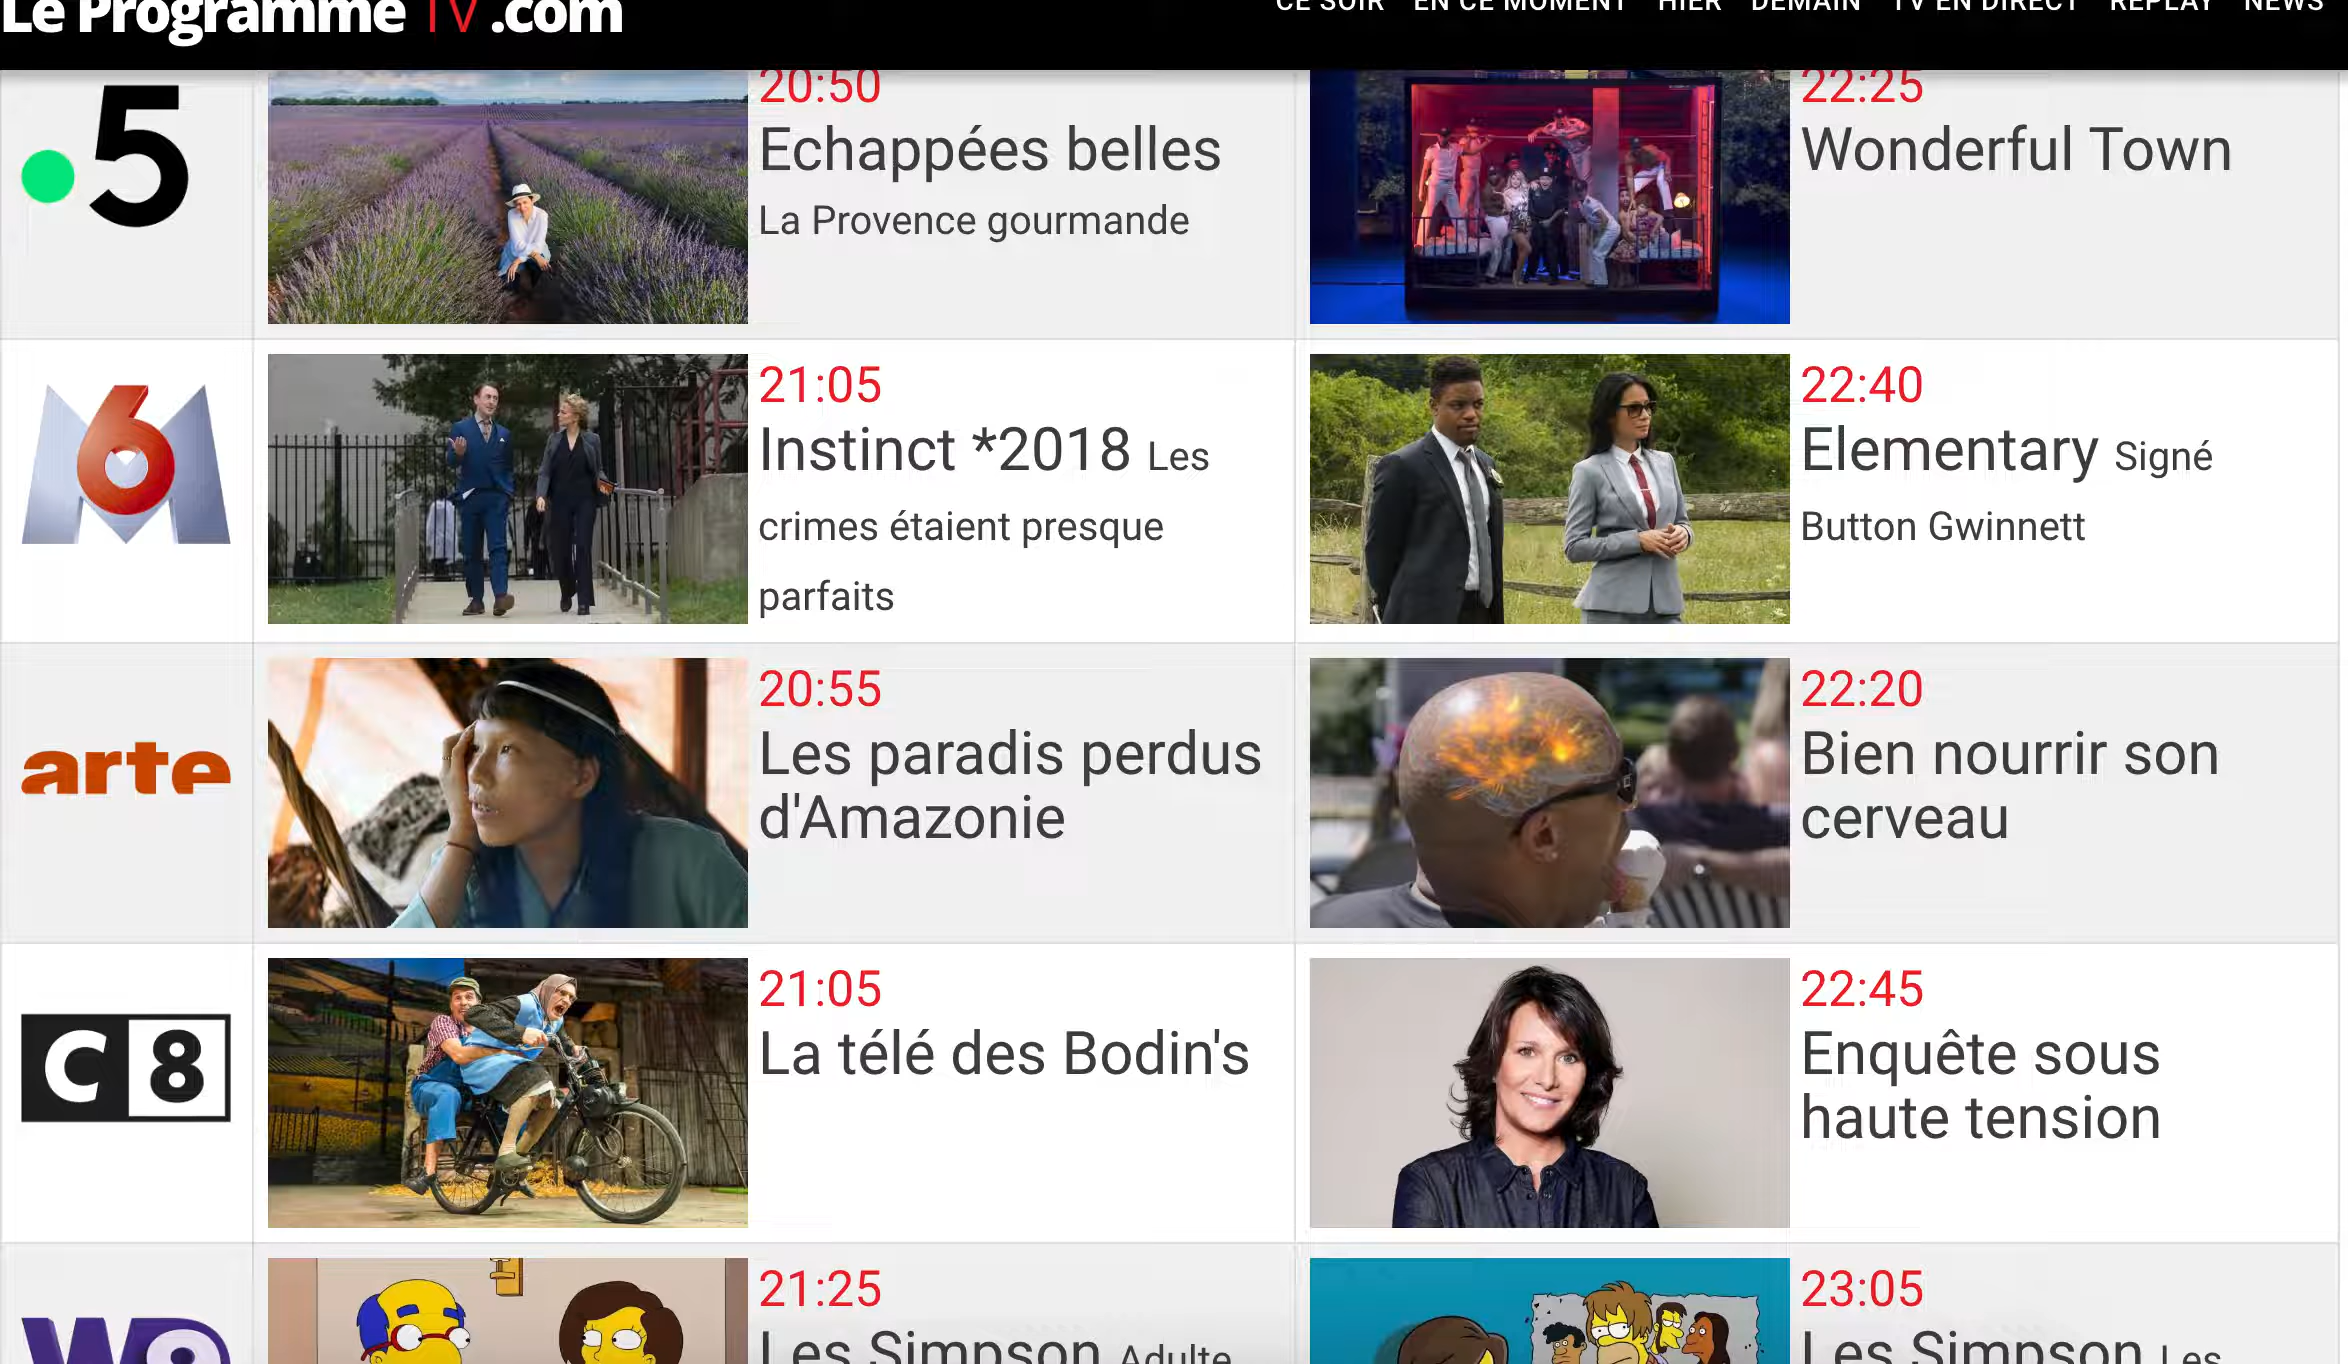 Le Programme TV.com
CE SOIR EN CE MOMENT HIER DEMAIN TV EN DIRECT REPLAY NEWS
5
20:50
Echappées belles
La Provence gourmande
22:25
Wonderful Town
M6
21:05
Instinct *2018 Les
crimes étaient presque
parfaits
22:40
Elementary Signé
Button Gwinnett
arte
20:55
Les paradis perdus
d'Amazonie
22:20
Bien nourrir son
cerveau
C8
21:05
La télé des Bodin's
22:45
Enquête sous
haute tension
W9
21:25
Les Simpson Adulte
23:05
Les Simpson Les